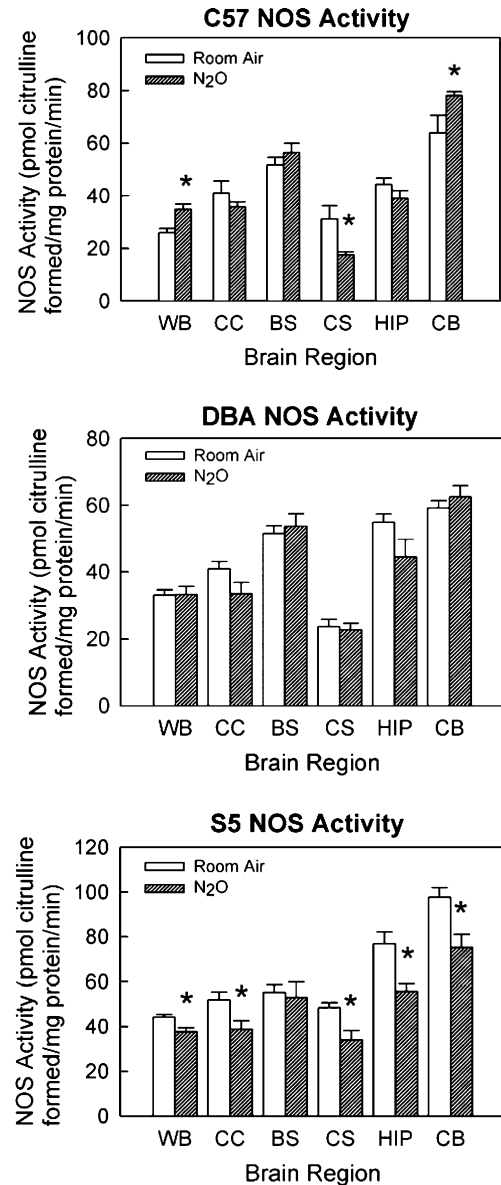 C57 NOS Activity
NOS Activity (pmol citrulline
formed/mg protein/min)
100
80
60
40
20
0
Room Air
N₂O
*
*
*
WB CC BS CS HIP CB
Brain Region
DBA NOS Activity
NOS Activity (pmol citrulline
formed/mg protein/min)
80
60
40
20
0
Room Air
N₂O
WB CC BS CS HIP CB
Brain Region
S5 NOS Activity
NOS Activity (pmol citrulline
formed/mg protein/min)
120
100
80
60
40
20
0
Room Air
N₂O
*
*
*
*
*
WB CC BS CS HIP CB
Brain Region